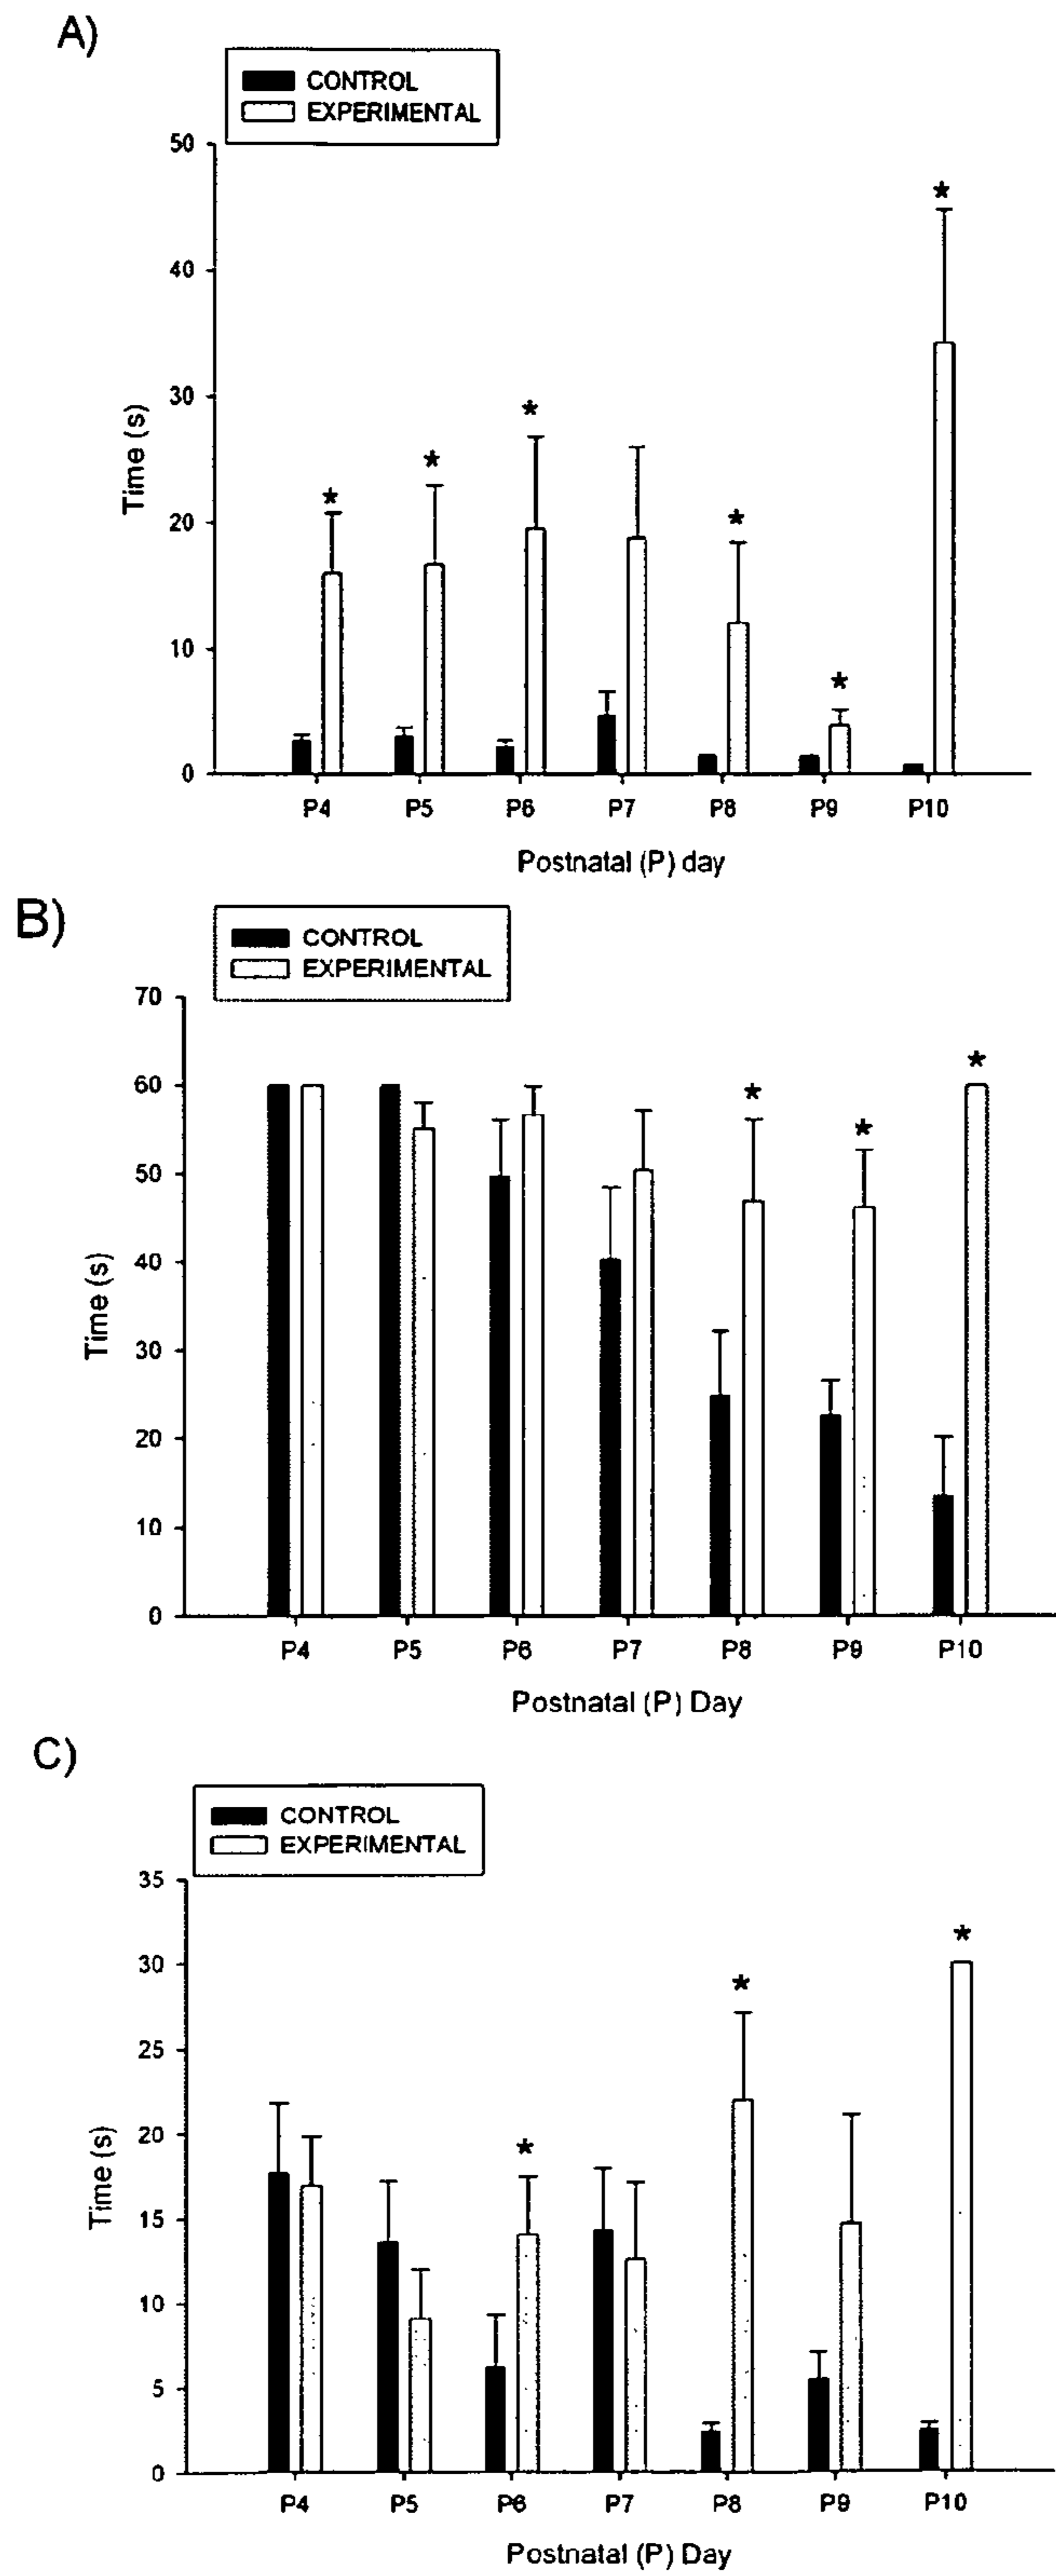 A)
CONTROL
EXPERIMENTAL
50
40
30
20
10
0
Time (s)
* * * * * *
P4 P5 P6 P7 P8 P9 P10
Postnatal (P) day
B)
CONTROL
EXPERIMENTAL
70
60
50
40
30
20
10
0
Time (s)
* * *
P4 P5 P6 P7 P8 P9 P10
Postnatal (P) Day
C)
CONTROL
EXPERIMENTAL
35
30
25
20
15
10
5
0
Time (s)
* * *
P4 P5 P6 P7 P8 P9 P10
Postnatal (P) Day